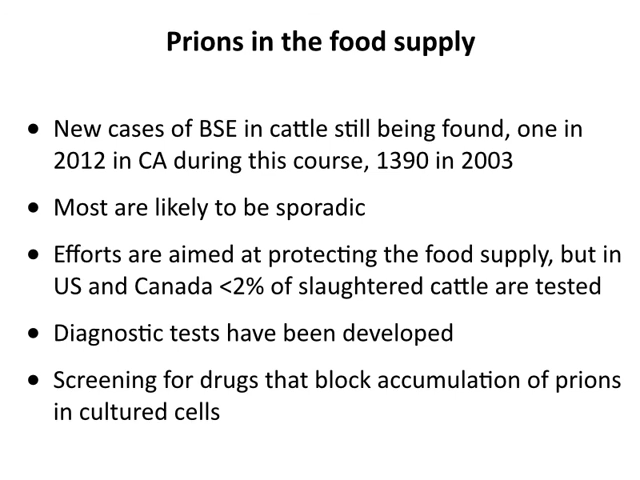 Prions in the food supply
• New cases of BSE in cattle still being found, one in
2012 in CA during this course, 1390 in 2003
• Most are likely to be sporadic
• Efforts are aimed at protecting the food supply, but in
US and Canada <2% of slaughtered cattle are tested
• Diagnostic tests have been developed
• Screening for drugs that block accumulation of prions
in cultured cells